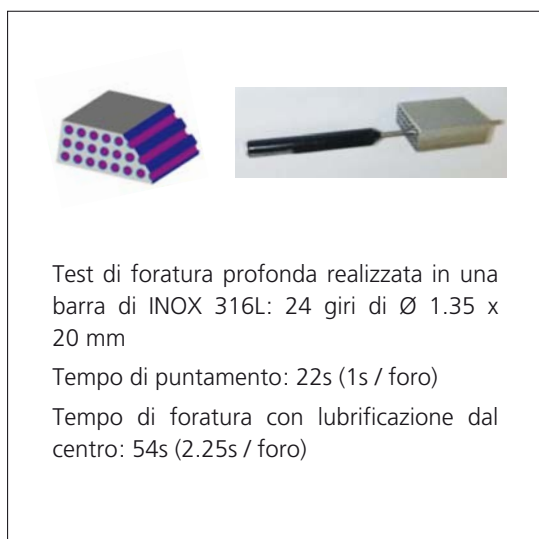 Test di foratura profonda realizzata in una
barra di INOX 316L: 24 giri di Ø 1.35 x
20 mm
Tempo di puntamento: 22s (1s / foro)
Tempo di foratura con lubrificazione dal
centro: 54s (2.25s / foro)